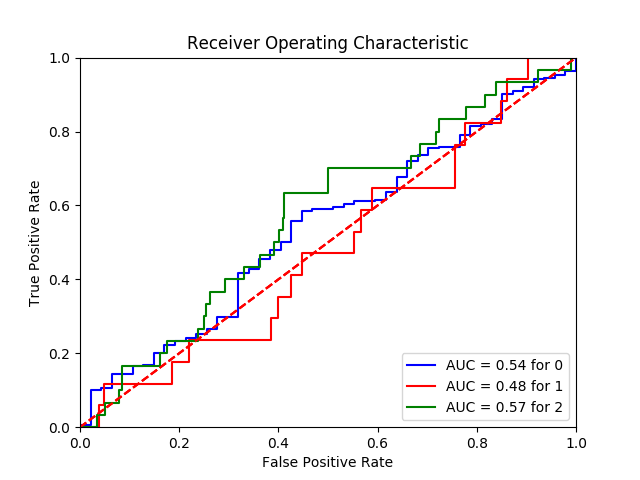 Receiver Operating Characteristic
True Positive Rate
1.0
0.8
0.6
0.4
0.2
0.0
AUC = 0.54 for 0
AUC = 0.48 for 1
AUC = 0.57 for 2
0.0 0.2 0.4 0.6 0.8 1.0
False Positive Rate